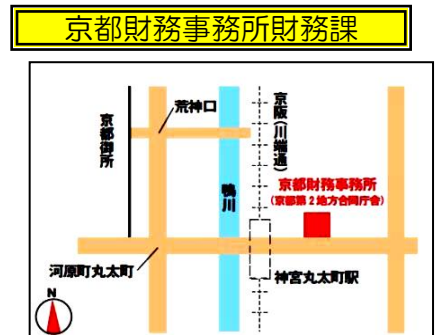 京都財務事務所財務課
荒神口
京都御所
鴨川
京阪(川端通)
京都財務事務所
(京都第2地方合同庁舎)
河原町丸太町
神宮丸太町駅
N